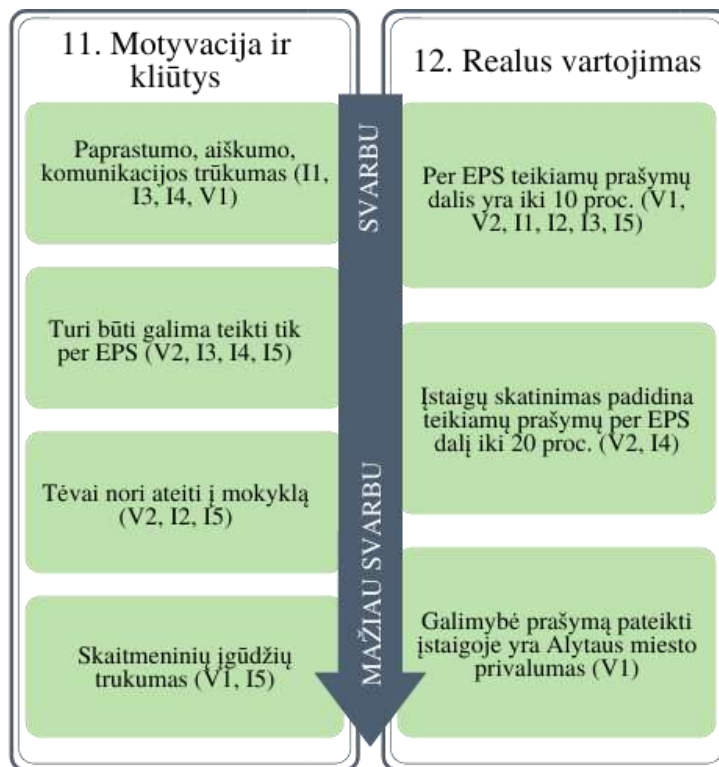 11. Motyvacija ir
kliūtys
Paprastumo, aiškumo,
komunikacijos trūkumas (I1,
I3, I4, V1)
Turi būti galima teikti tik
per EPS (V2, I3, I4, I5)
Tėvai nori ateiti į mokyklą
(V2, I2, I5)
Skaitmeninių įgūdžių
trukumas (V1, I5)
SVARBU
MAŽIAU SVARBU
12. Realus vartojimas
Per EPS teikiamų prašymų
dalis yra iki 10 proc. (V1,
V2, I1, I2, I3, I5)
Įstaigų skatinimas padidina
teikiamų prašymų per EPS
dalį iki 20 proc. (V2, I4)
Galimybė prašymą pateikti
įstaigoje yra Alytaus miesto
privalumas (V1)